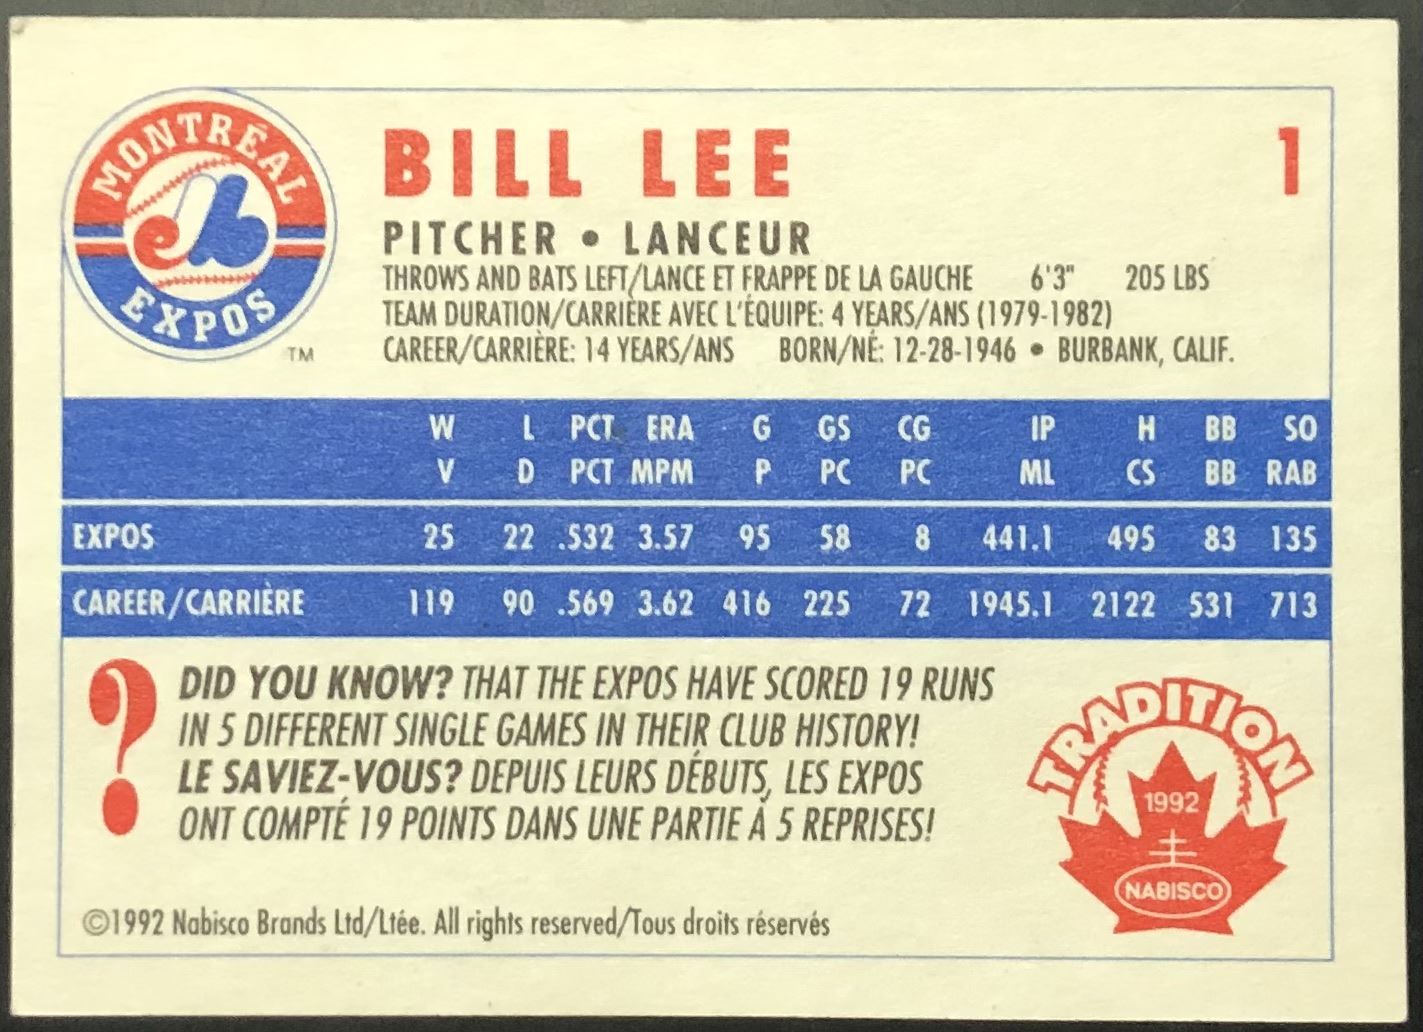 MONTRÉAL
EXPOS
TM
BILL LEE
1
PITCHER • LANCEUR
THROWS AND BATS LEFT/LANCE ET FRAPPE DE LA GAUCHE 6'3" 205 LBS
TEAM DURATION/CARRIÈRE AVEC L'ÉQUIPE: 4 YEARS/ANS (1979-1982)
CAREER/CARRIÈRE: 14 YEARS/ANS BORN/NÉ: 12-28-1946 • BURBANK, CALIF.
W L PCT ERA G GS CG IP H BB SO
V D PCT MPM P PC PC ML CS BB RAB
EXPOS 25 22 .532 3.57 95 58 8 441.1 495 83 135
CAREER/CARRIÈRE 119 90 .569 3.62 416 225 72 1945.1 2122 531 713
? DID YOU KNOW? THAT THE EXPOS HAVE SCORED 19 RUNS
IN 5 DIFFERENT SINGLE GAMES IN THEIR CLUB HISTORY!
LE SAVIEZ-VOUS? DEPUIS LEURS DÉBUTS, LES EXPOS
ONT COMPTÉ 19 POINTS DANS UNE PARTIE À 5 REPRISES!
TRADITION
1992
NABISCO
©1992 Nabisco Brands Ltd/Ltée. All rights reserved/Tous droits réservés